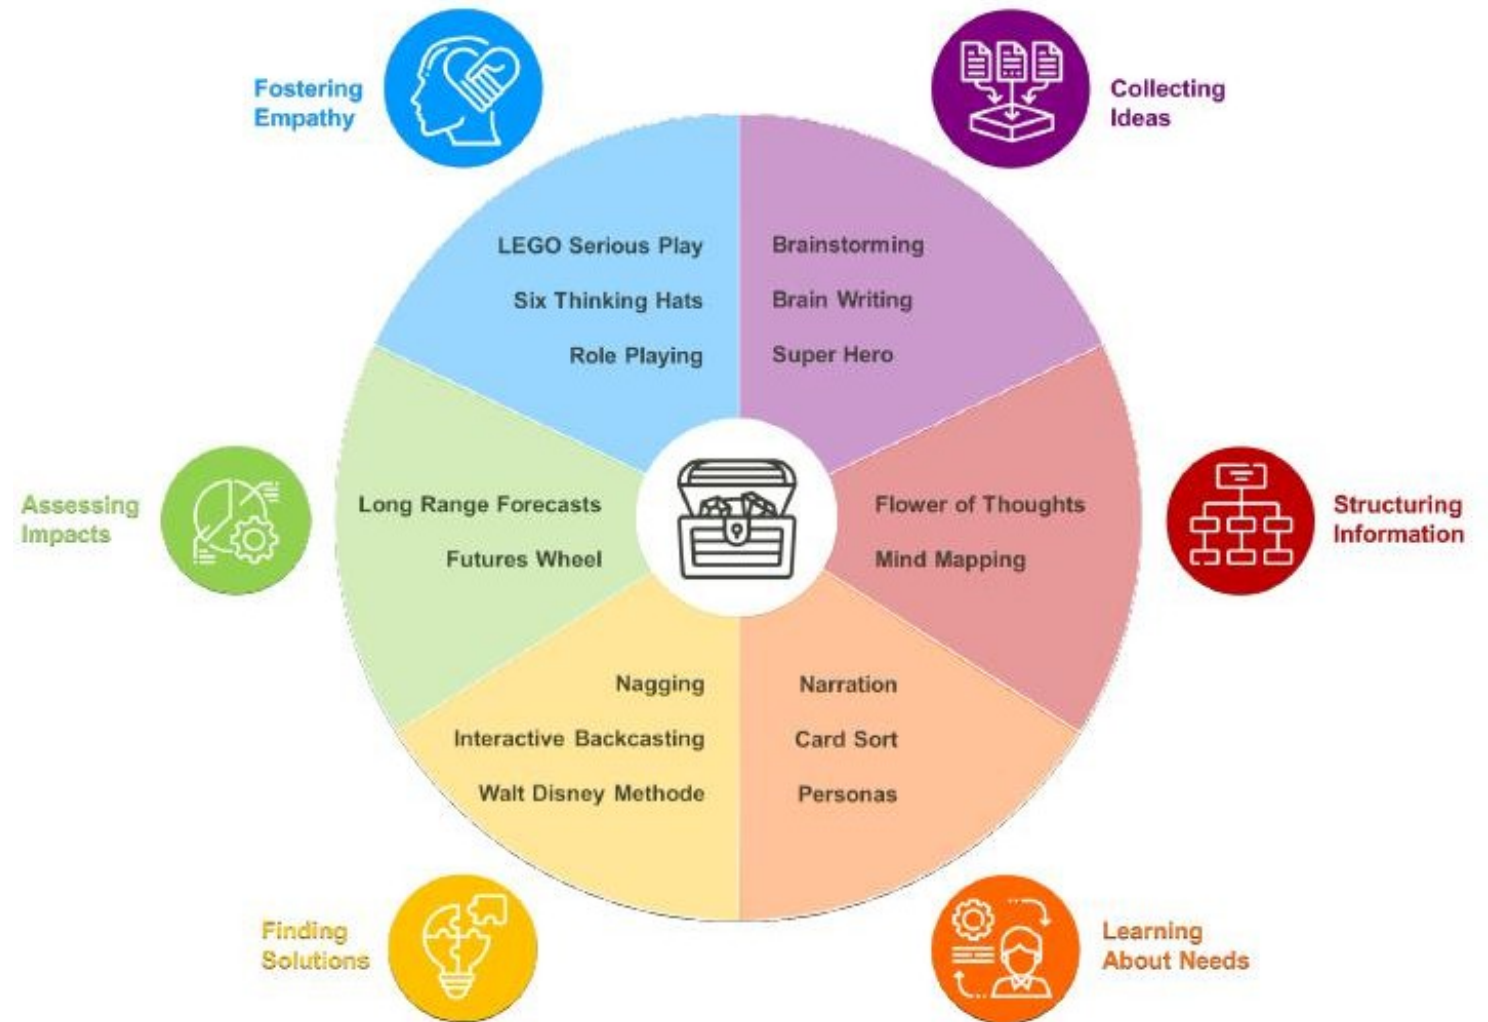 Fostering
Empathy
Collecting
Ideas
LEGO Serious Play
Six Thinking Hats
Role Playing
Brainstorming
Brain Writing
Super Hero
Assessing
Impacts
Long Range Forecasts
Futures Wheel
Flower of Thoughts
Mind Mapping
Structuring
Information
Nagging
Interactive Backcasting
Walt Disney Methode
Narration
Card Sort
Personas
Finding
Solutions
Learning
About Needs